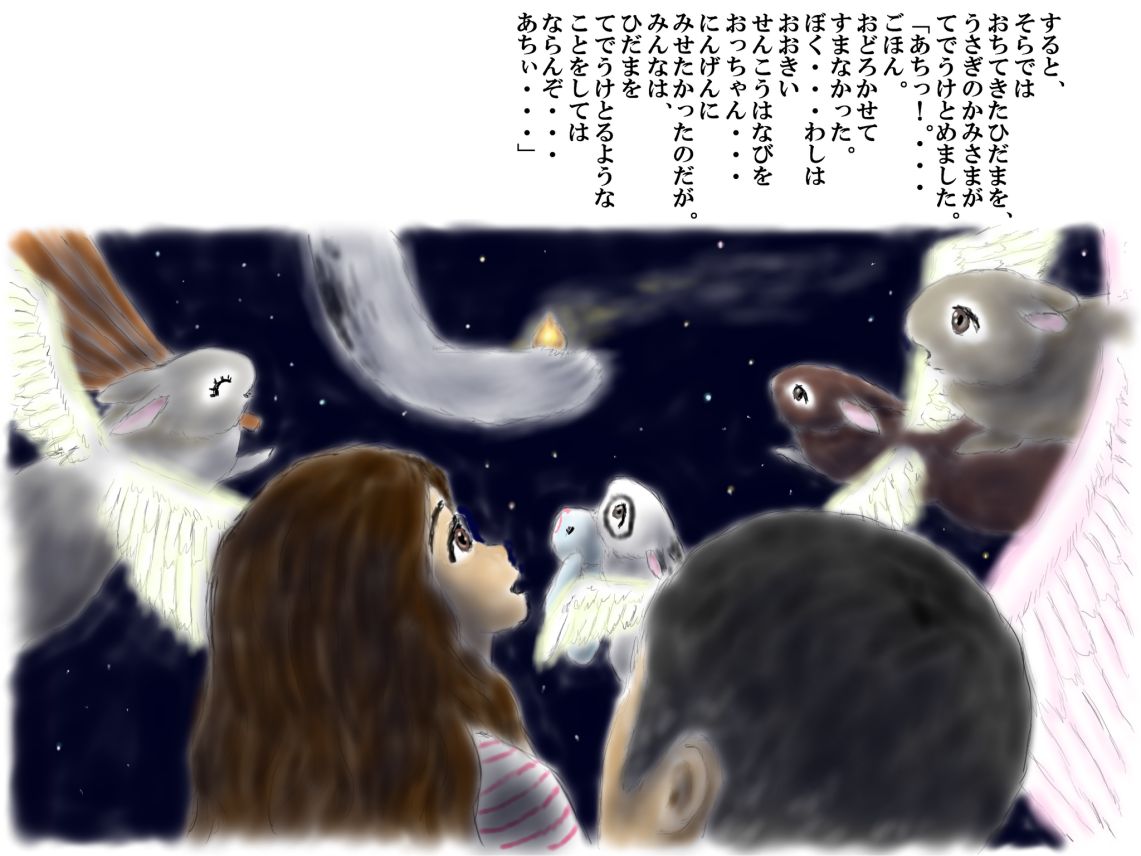 すると、
そらでは
おちてきたひだまを、
うさぎのかみさまが
てでうけとめました。
「あちっ！。・・・
ごほん。
おどろかせて
すまなかった。
ぼく・・・わしは
おおきい
せんこうはなびを
おっちゃん・・・
にんげんに
みせたかったのだが。
みんなは、
ひだまを
てでうけとるような
ことをしては
ならんぞ・・・
あちぃ・・・」